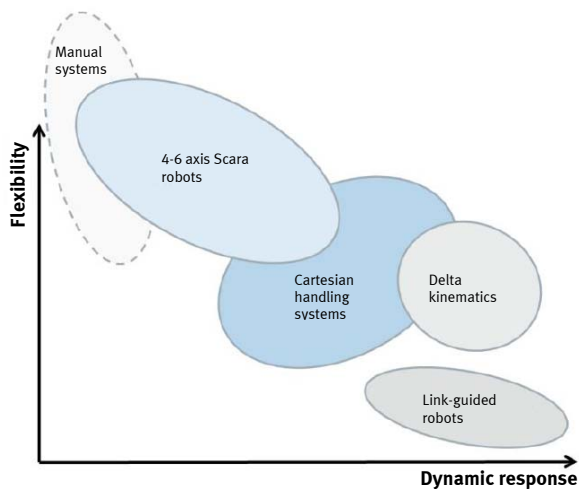 Manual
systems
4-6 axis Scara
robots
Flexibility
Cartesian
handling
systems
Delta
kinematics
Link-guided
robots
Dynamic response